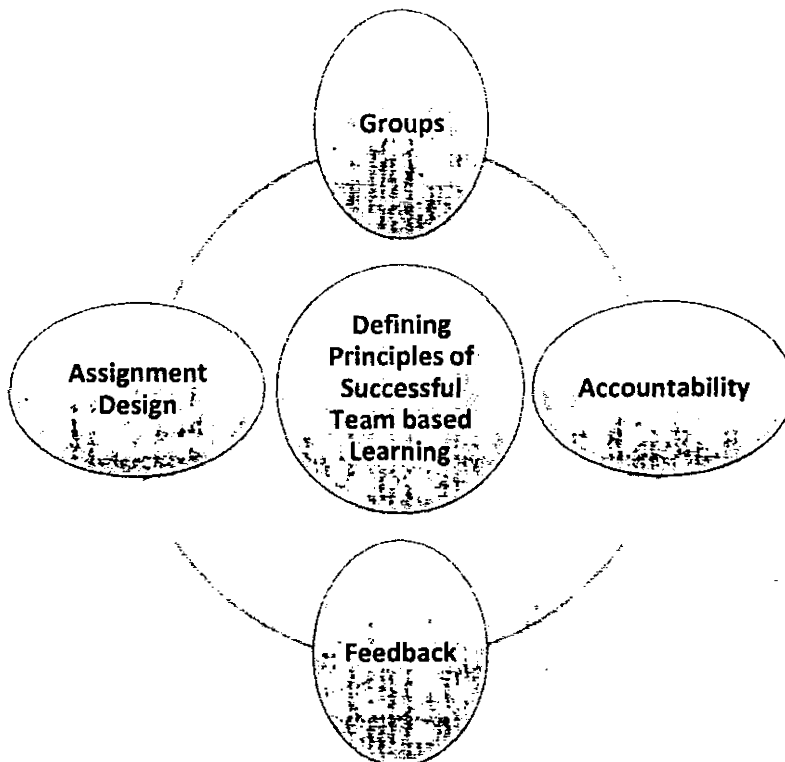 Groups
Assignment
Design
Defining
Principles of
Successful
Team based
Learning
Accountability
Feedback